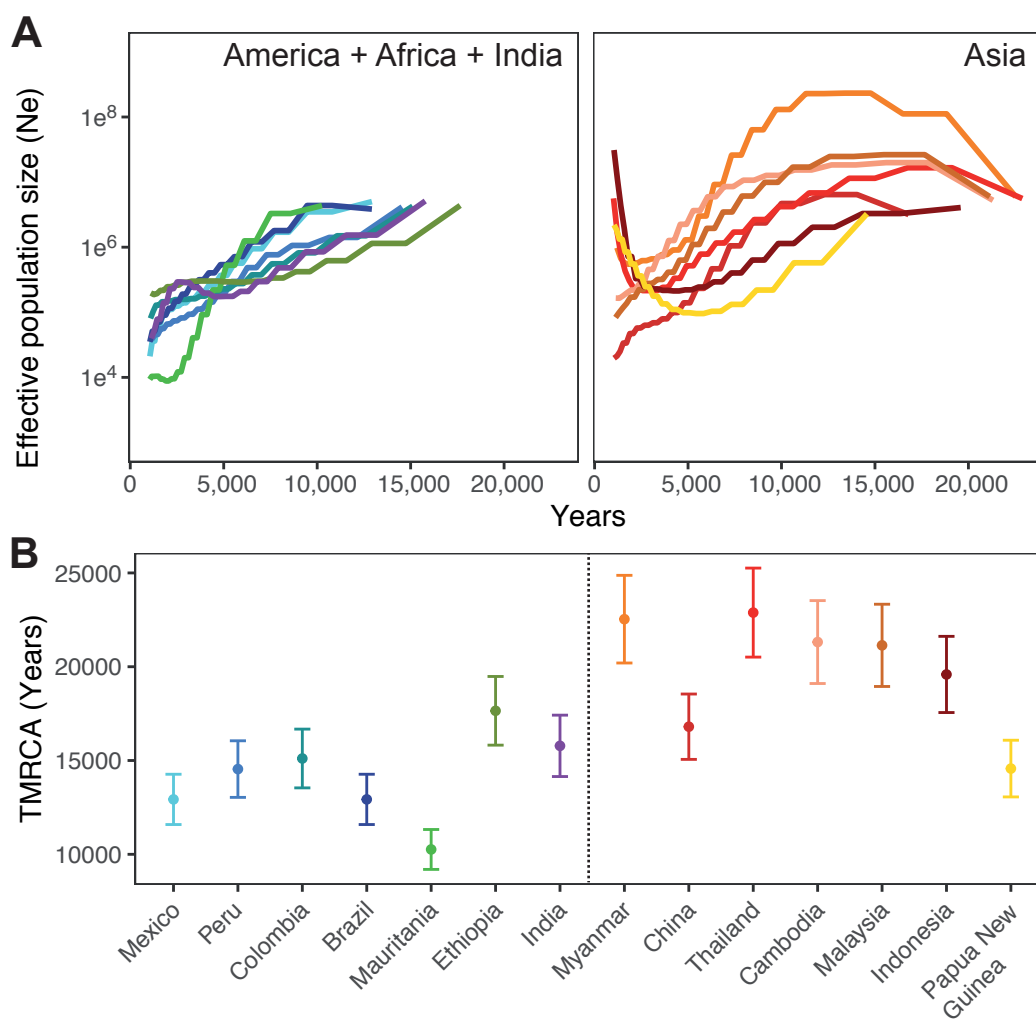 A
America + Africa + India
Asia
Effective population size (Ne)
1e⁸
1e⁶
1e⁴
0
5,000
10,000
15,000
20,000
0
5,000
10,000
15,000
20,000
Years
B
TMRCA (Years)
25000
20000
15000
10000
Mexico
Peru
Colombia
Brazil
Mauritania
Ethiopia
India
Myanmar
China
Thailand
Cambodia
Malaysia
Indonesia
Papua New
Guinea